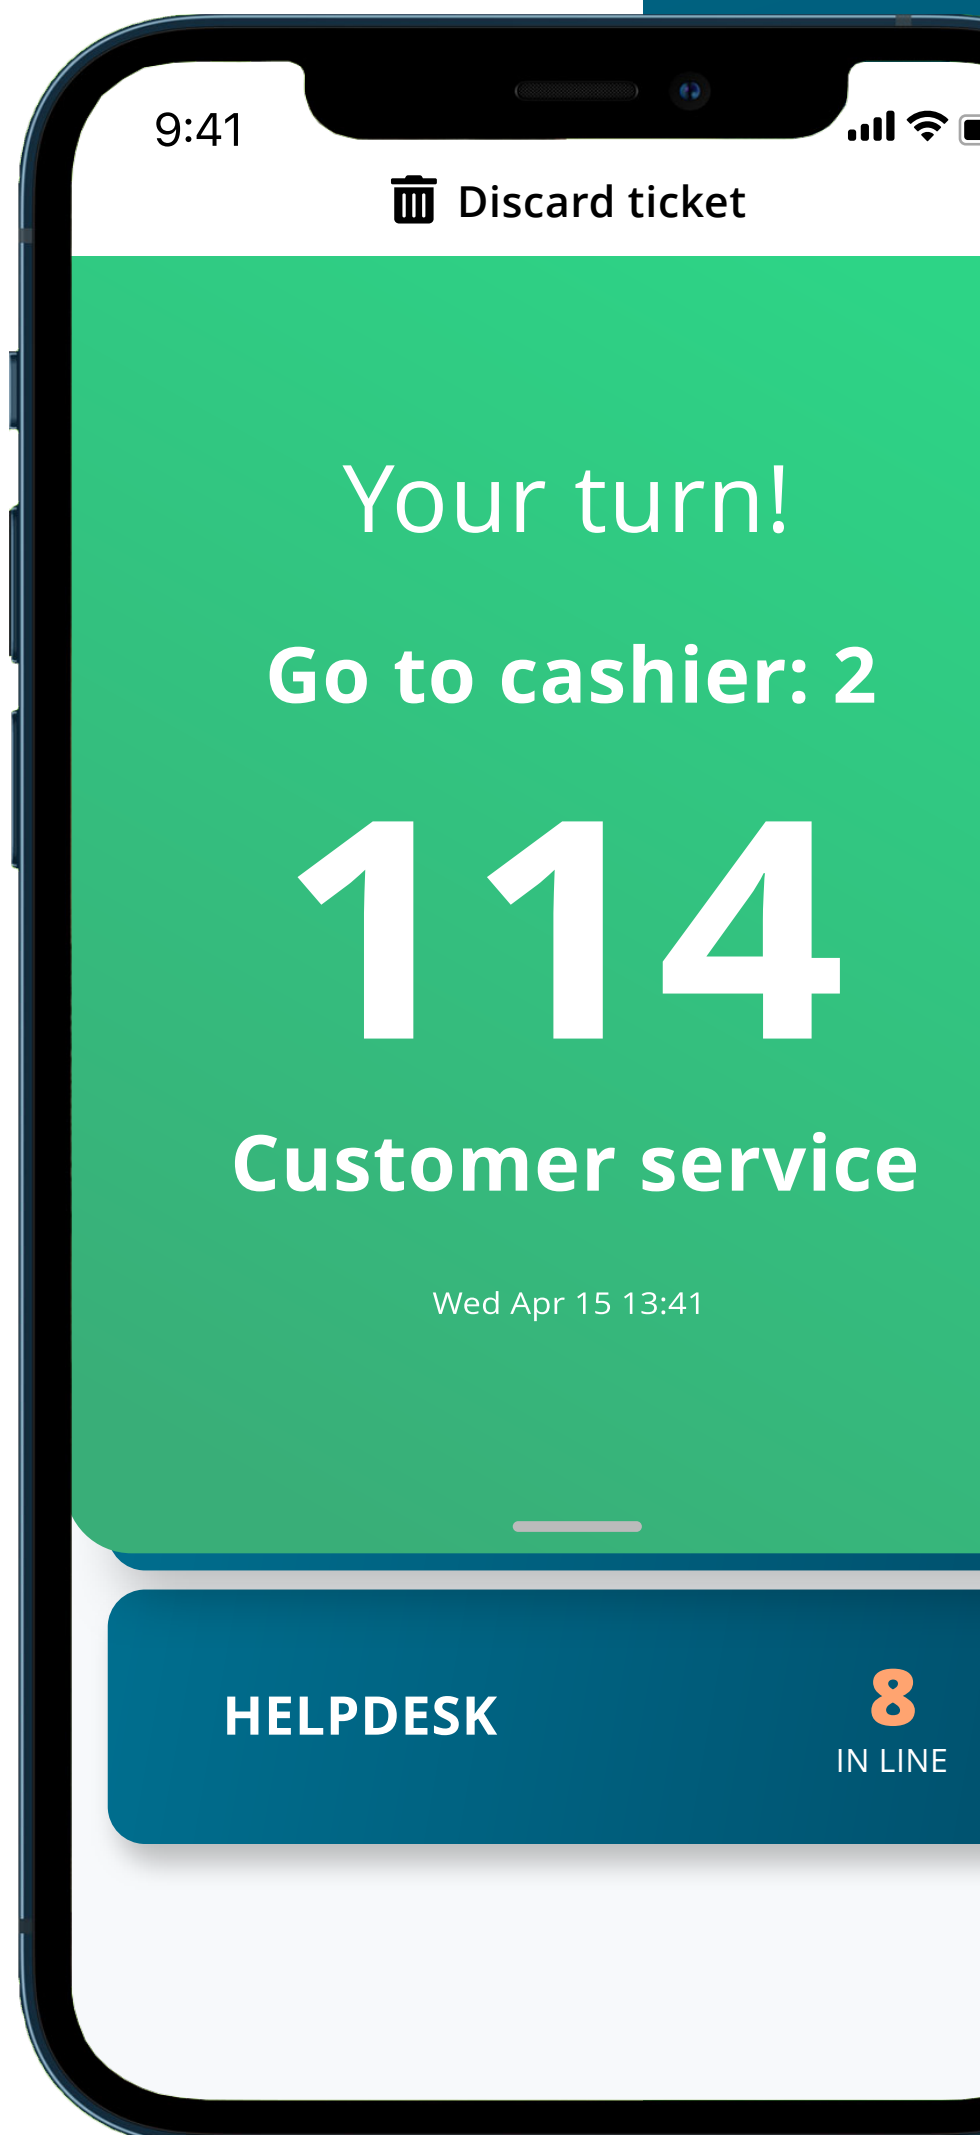 9:41
Discard ticket
Your turn!
Go to cashier: 2
114
Customer service
Wed Apr 15 13:41
HELPDESK
8
IN LINE